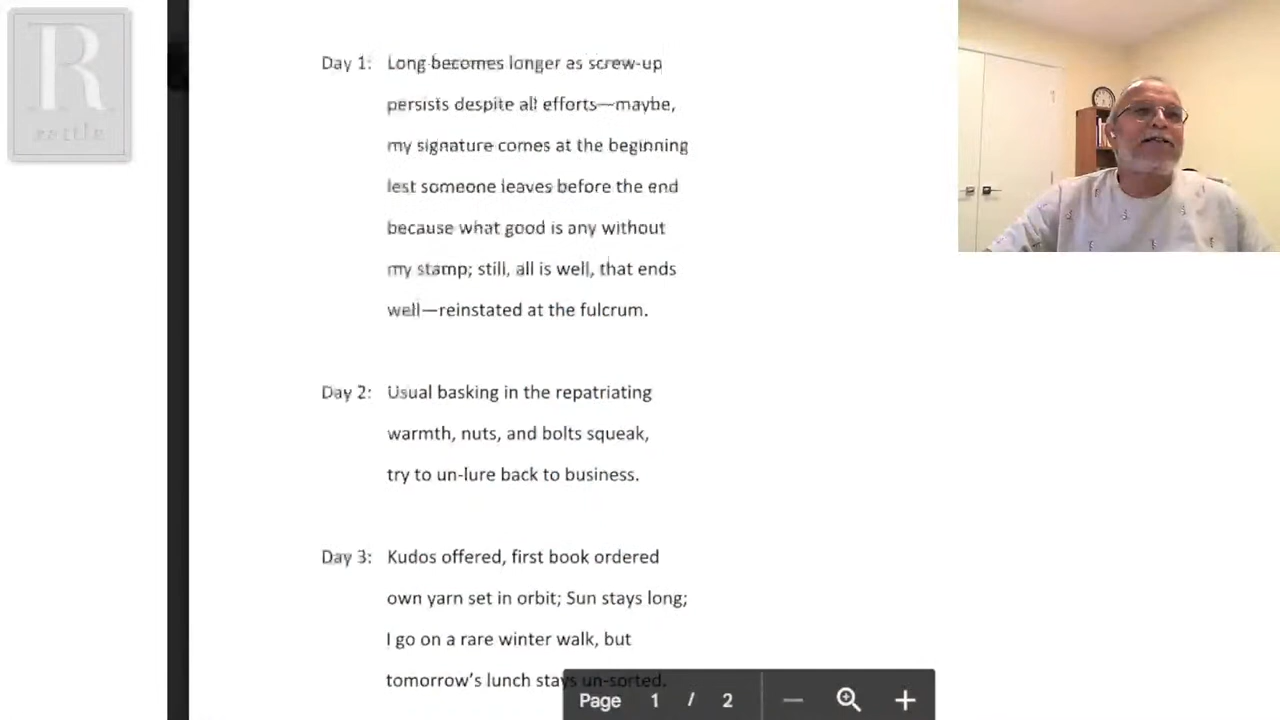 R
rattle
Day 1: Long becomes longer as screw-up
persists despite all efforts—maybe,
my signature comes at the beginning
lest someone leaves before the end
because what good is any without
my stamp; still, all is well, that ends
well—reinstated at the fulcrum.
Day 2: Usual basking in the repatriating
warmth, nuts, and bolts squeak,
try to un-lure back to business.
Day 3: Kudos offered, first book ordered
own yarn set in orbit; Sun stays long;
I go on a rare winter walk, but
tomorrow's lunch stays un-sorted.
Page 1 / 2